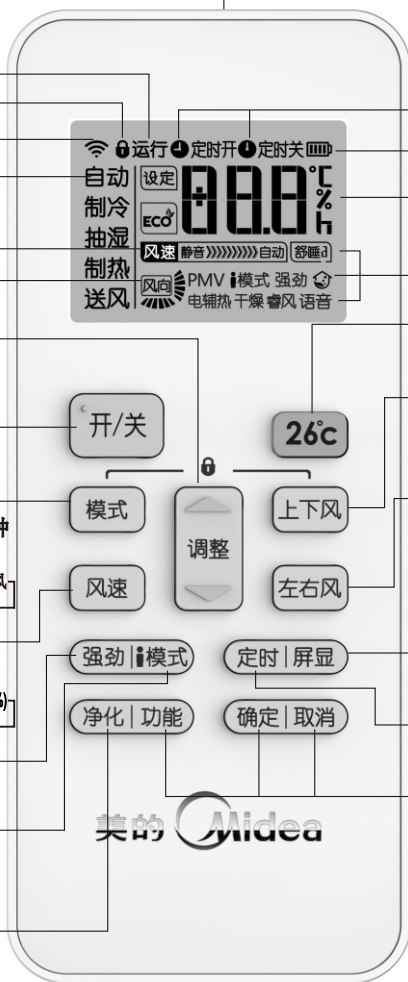 运行 定时开 定时关
自动 设定 88.8 ℃
制冷 ECO %
抽湿 h
风速 静音 》》》》》 自动 舒睡
制热 风向 PMV i模式 强劲
送风 电辅热 干燥 睿风 语音
开/关 26℃
模式 上下风
调整
风速 左右风
强劲 | i模式 定时 | 屏显
净化 | 功能 确定 | 取消
美的 Midea